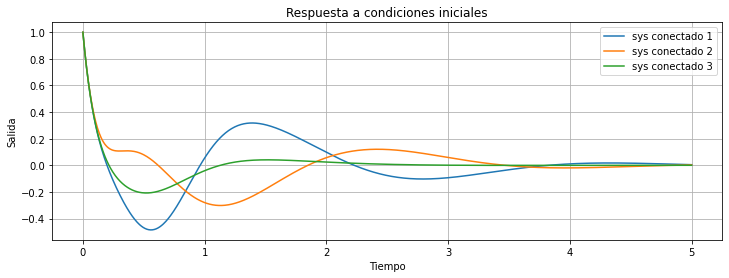 Respuesta a condiciones iniciales
sys conectado 1
sys conectado 2
sys conectado 3
Salida
1.0
0.8
0.6
0.4
0.2
0.0
−0.2
−0.4
0 1 2 3 4 5
Tiempo